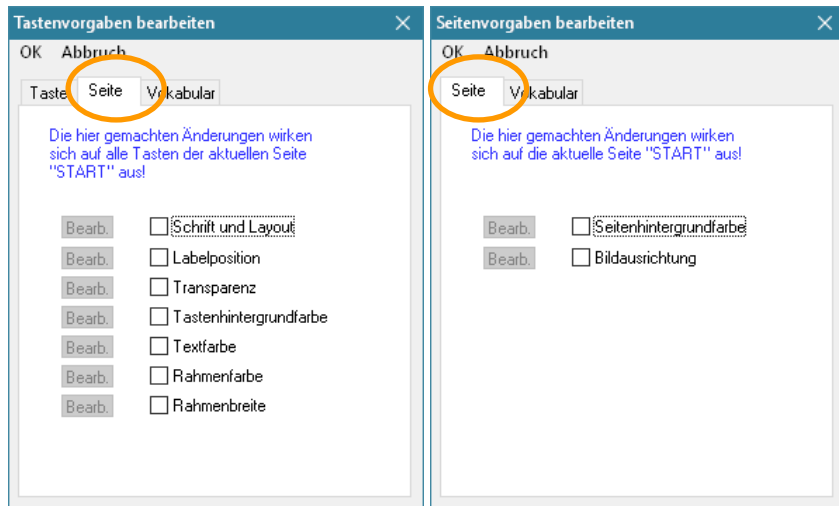 Tastenvorgaben bearbeiten
OK Abbruch
Taste Seite Vokabular
Die hier gemachten Änderungen wirken
sich auf alle Tasten der aktuellen Seite
"START" aus!
Bearb. Schrift und Layout
Bearb. Labelposition
Bearb. Transparenz
Bearb. Tastenhintergrundfarbe
Bearb. Textfarbe
Bearb. Rahmenfarbe
Bearb. Rahmenbreite
Seitenvorgaben bearbeiten
OK Abbruch
Seite Vokabular
Die hier gemachten Änderungen wirken
sich auf die aktuelle Seite "START" aus!
Bearb. Seitenhintergrundfarbe
Bearb. Bildausrichtung